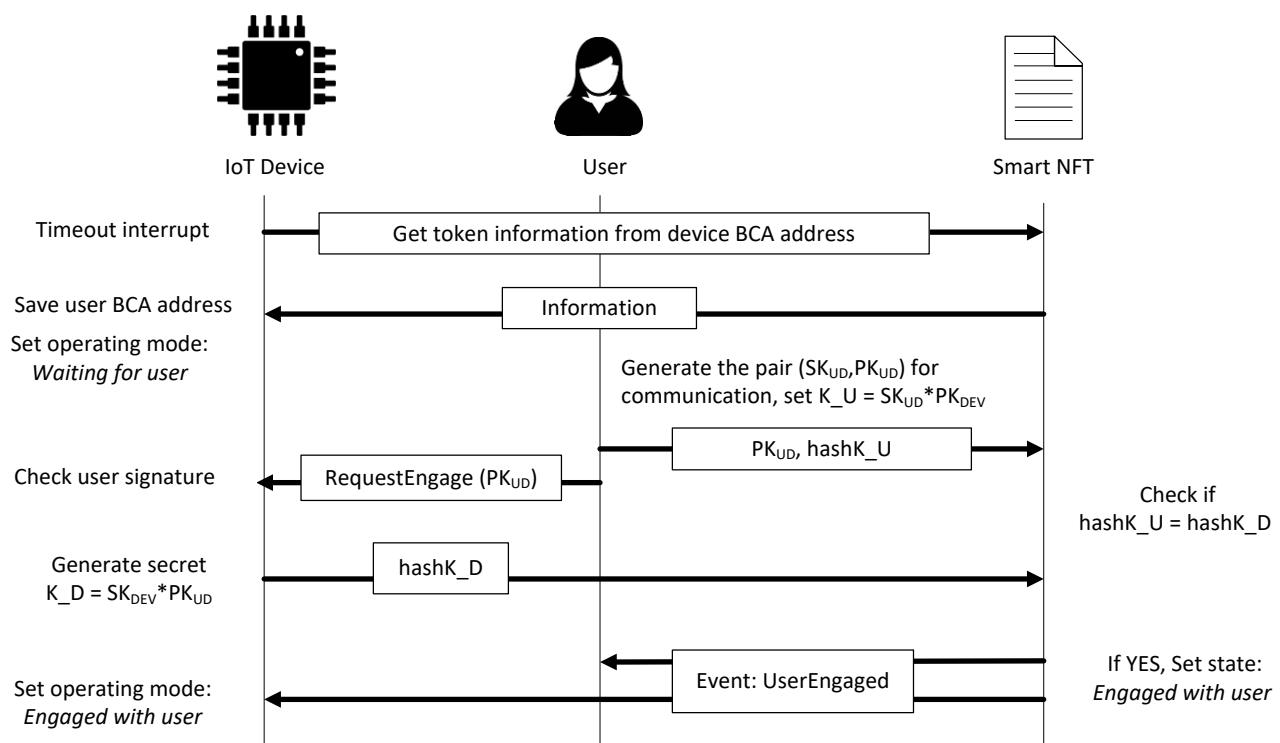 IoT Device
User
Smart NFT
Timeout interrupt
Get token information from device BCA address
Save user BCA address
Information
Set operating mode:
Waiting for user
Generate the pair (SK_UD,PK_UD) for
communication, set K_U = SK_UD*PK_DEV
PK_UD, hashK_U
Check user signature
RequestEngage (PK_UD)
Check if
hashK_U = hashK_D
Generate secret
K_D = SK_DEV*PK_UD
hashK_D
If YES, Set state:
Engaged with user
Event: UserEngaged
Set operating mode:
Engaged with user